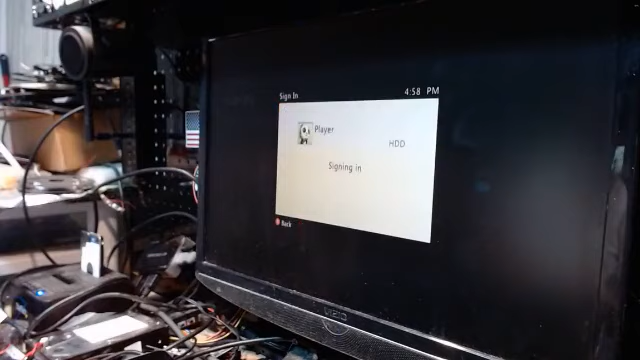 Sign In
4:58 PM
Player
HDD
Signing in
Back
VIZIO